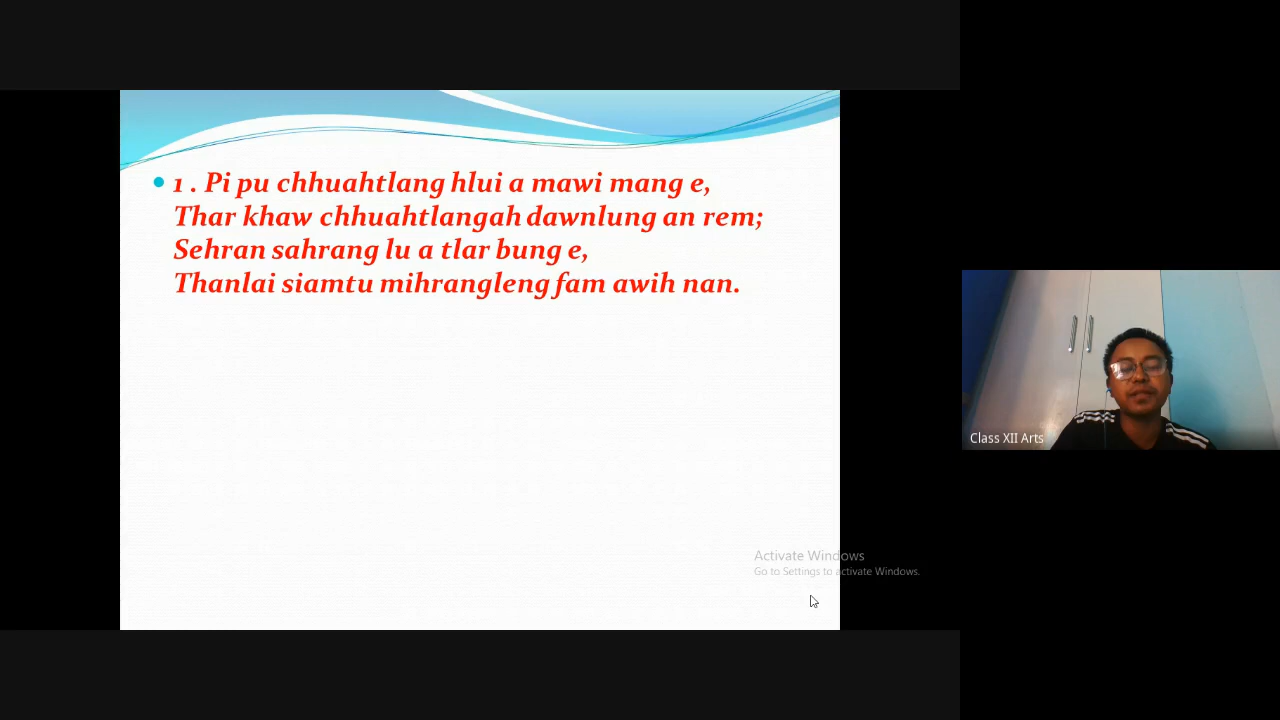 1 . Pi pu chhuahtlang hlui a mawi mang e,
Thar khaw chhuahtlangah dawnlung an rem;
Sehran sahrang lu a tlar bung e,
Thanlai siamtu mihrangleng fam awih nan.
Class XII Arts
Activate Windows
Go to Settings to activate Windows.